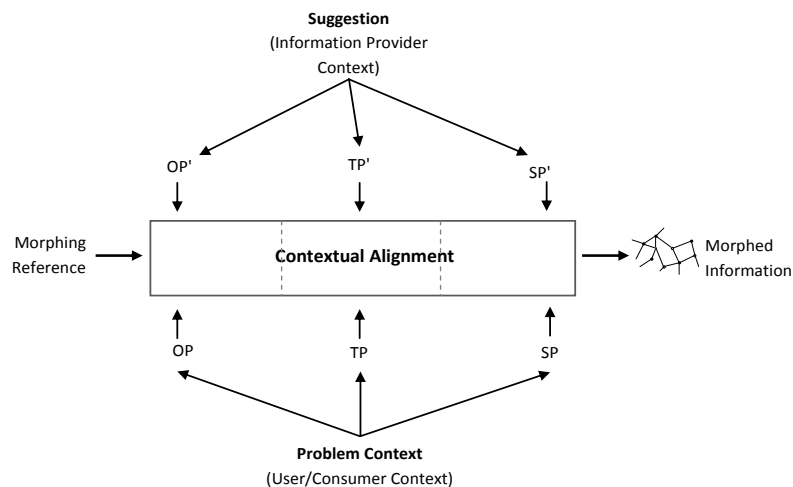 Suggestion
(Information Provider
Context)
OP'
TP'
SP'
Morphing
Reference
Contextual Alignment
Morphed
Information
OP
TP
SP
Problem Context
(User/Consumer Context)